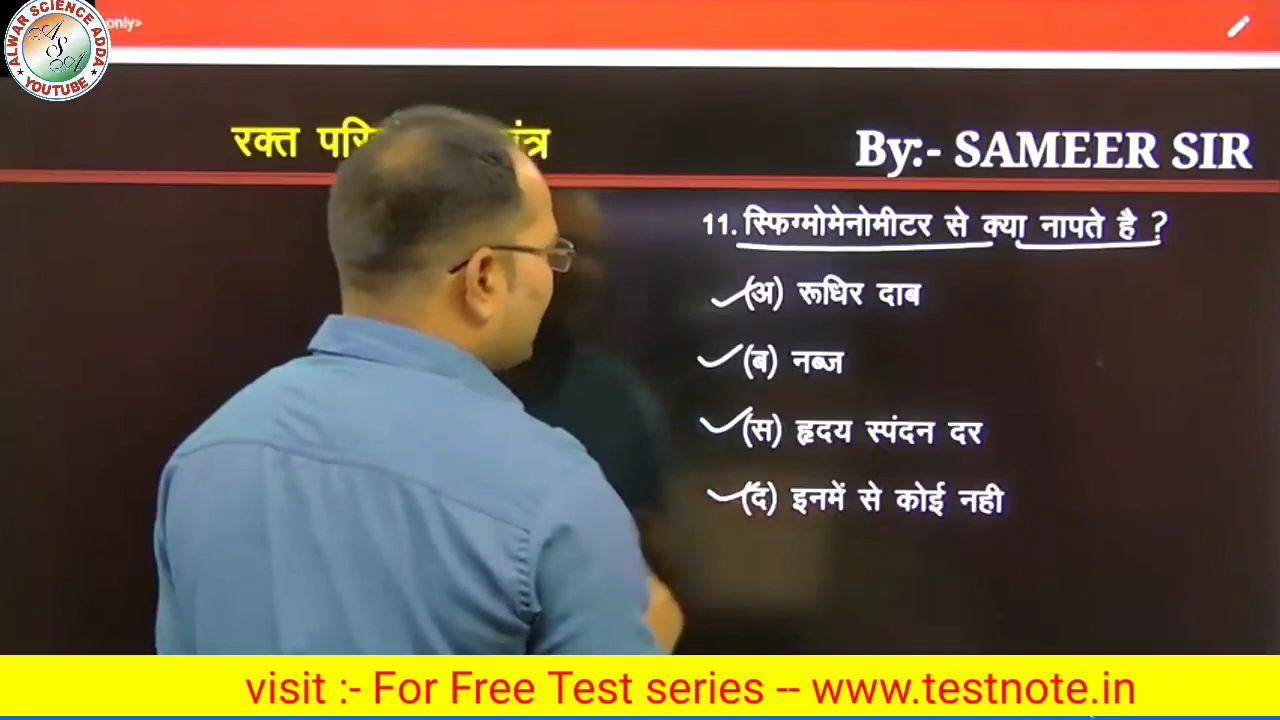 ALWAR SCIENCE ADDA
ASA
YOUTUBE
only>
रक्त
By:- SAMEER SIR
11. स्फिग्मोमेनोमीटर से क्या नापते है ?
(अ) रूधिर दाब
(ब) नब्ज
(स) हृदय स्पंदन दर
(द) इनमें से कोई नही
visit :- For Free Test series -- www.testnote.in